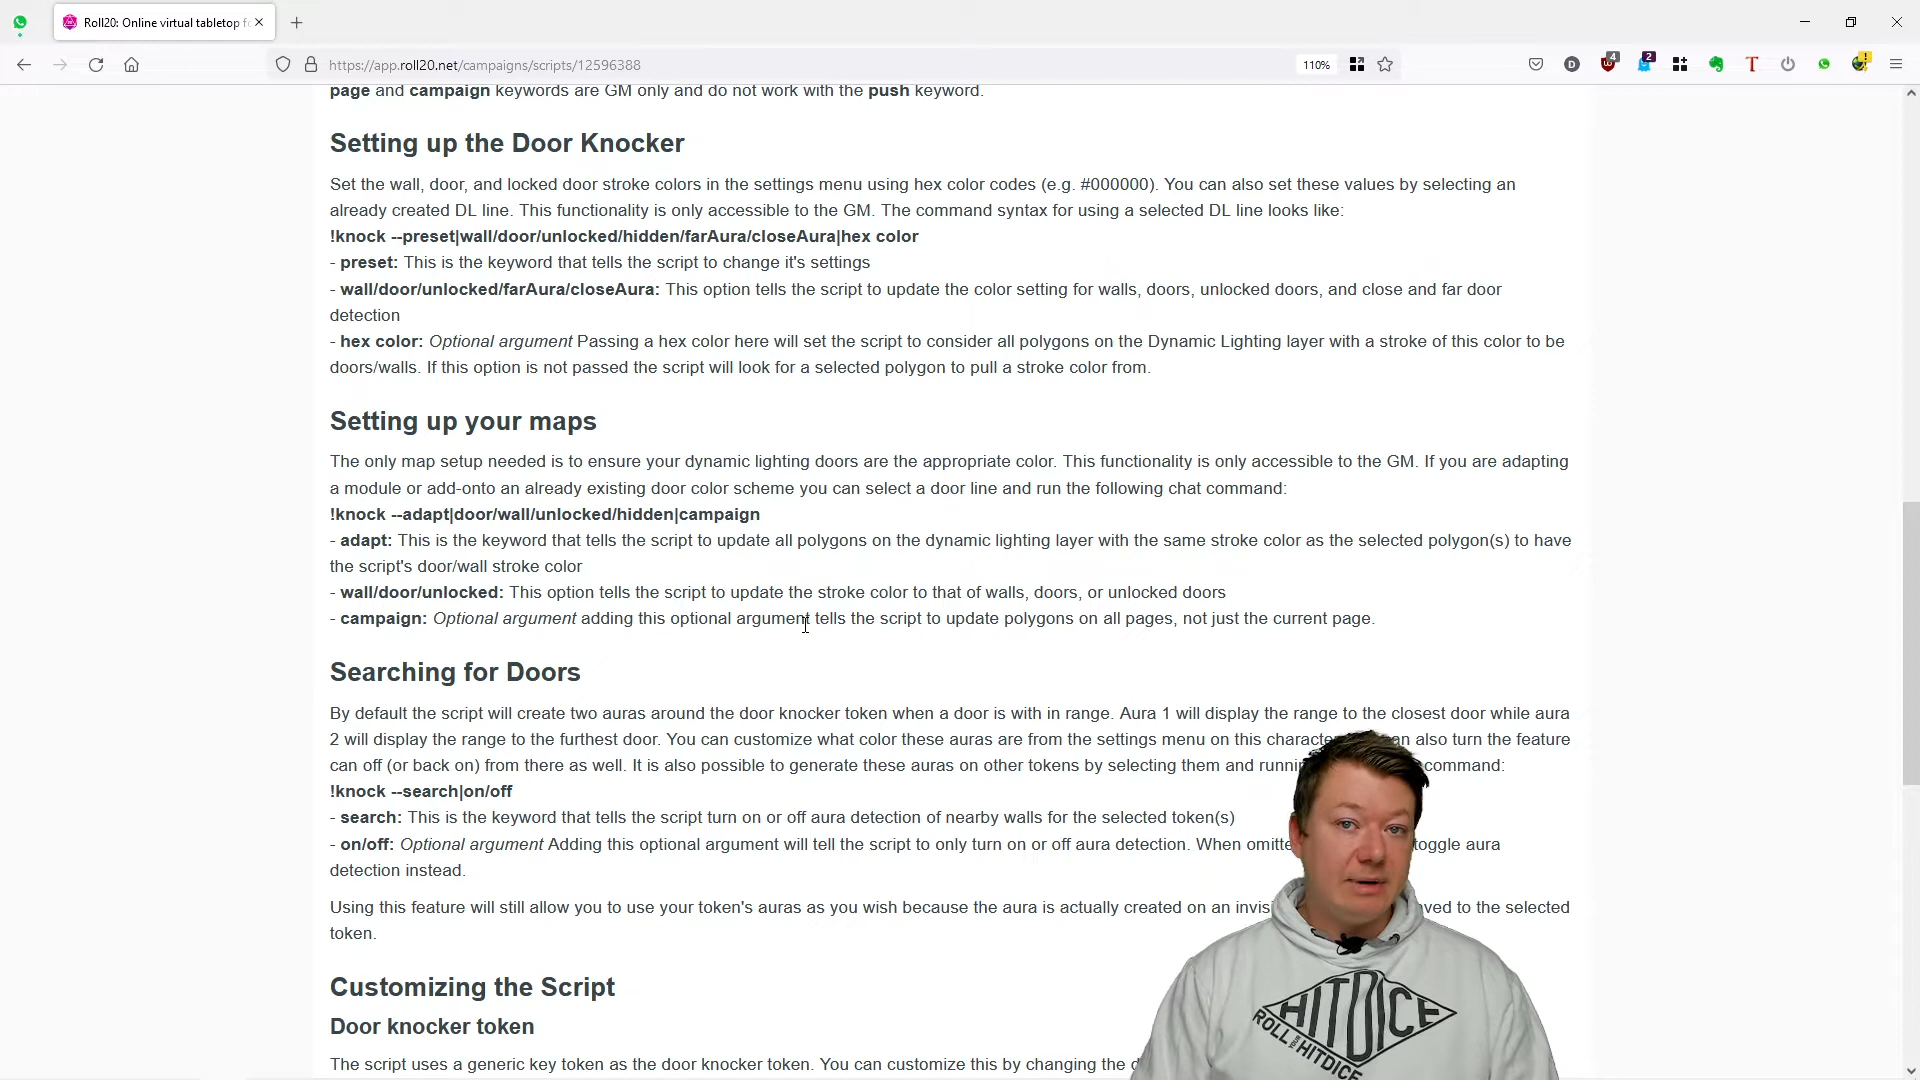 Roll20: Online virtual tabletop f
https://app.roll20.net/campaigns/scripts/12596388
110%
4
2
page and campaign keywords are GM only and do not work with the push keyword.
Setting up the Door Knocker
Set the wall, door, and locked door stroke colors in the settings menu using hex color codes (e.g. #000000). You can also set these values by selecting an
already created DL line. This functionality is only accessible to the GM. The command syntax for using a selected DL line looks like:
!knock --preset|wall/door/unlocked/hidden/farAura/closeAura|hex color
- preset: This is the keyword that tells the script to change it's settings
- wall/door/unlocked/farAura/closeAura: This option tells the script to update the color setting for walls, doors, unlocked doors, and close and far door
detection
- hex color: Optional argument Passing a hex color here will set the script to consider all polygons on the Dynamic Lighting layer with a stroke of this color to be
doors/walls. If this option is not passed the script will look for a selected polygon to pull a stroke color from.
Setting up your maps
The only map setup needed is to ensure your dynamic lighting doors are the appropriate color. This functionality is only accessible to the GM. If you are adapting
a module or add-onto an already existing door color scheme you can select a door line and run the following chat command:
!knock --adapt|door/wall/unlocked/hidden|campaign
- adapt: This is the keyword that tells the script to update all polygons on the dynamic lighting layer with the same stroke color as the selected polygon(s) to have
the script's door/wall stroke color
- wall/door/unlocked: This option tells the script to update the stroke color to that of walls, doors, or unlocked doors
- campaign: Optional argument adding this optional argument tells the script to update polygons on all pages, not just the current page.
Searching for Doors
By default the script will create two auras around the door knocker token when a door is with in range. Aura 1 will display the range to the closest door while aura
2 will display the range to the furthest door. You can customize what color these auras are from the settings menu on this characte an also turn the feature
can off (or back on) from there as well. It is also possible to generate these auras on other tokens by selecting them and runnin command:
!knock --search|on/off
- search: This is the keyword that tells the script turn on or off aura detection of nearby walls for the selected token(s)
- on/off: Optional argument Adding this optional argument will tell the script to only turn on or off aura detection. When omitte toggle aura
detection instead.
Using this feature will still allow you to use your token's auras as you wish because the aura is actually created on an invis ved to the selected
token.
Customizing the Script
Door knocker token
The script uses a generic key token as the door knocker token. You can customize this by changing the d
HITDICE
ROLL YOUR HITDICE